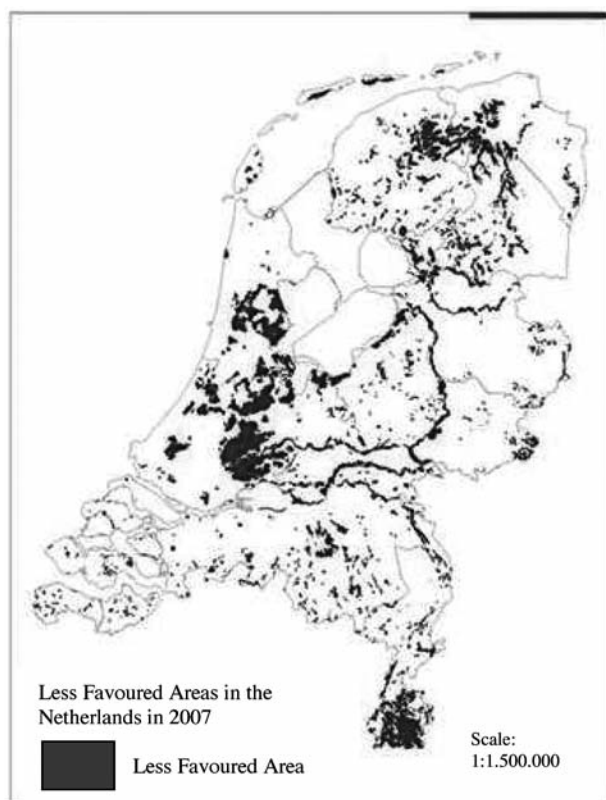 Less Favoured Areas in the
Netherlands in 2007
Less Favoured Area
Scale:
1:1.500.000